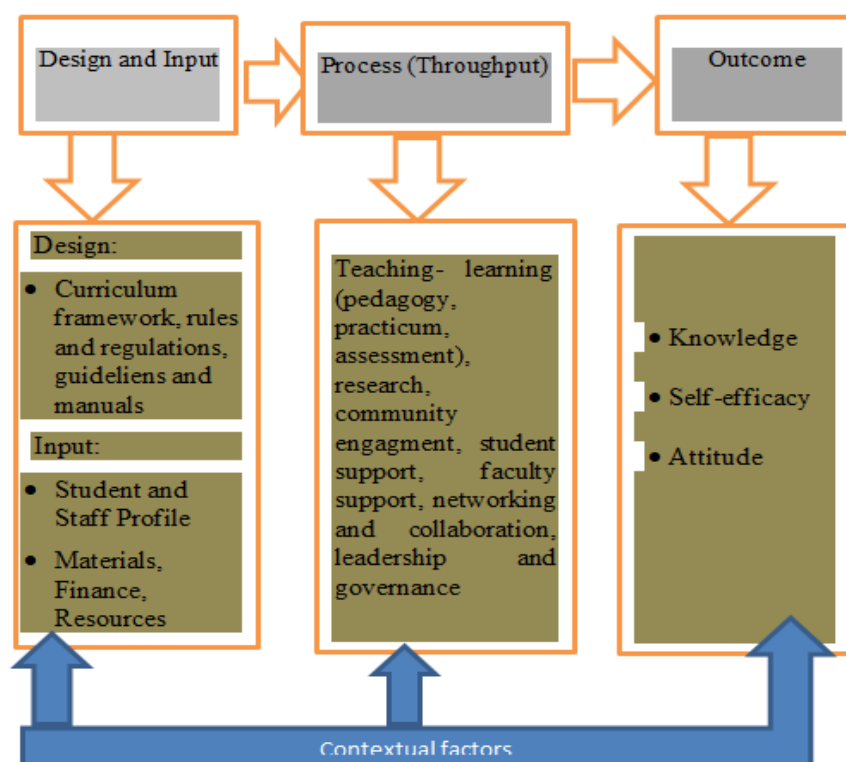 Design and Input
Process (Throughput)
Outcome
Design:
• Curriculum
framework, rules
and regulations,
guideliens and
manuals
Input:
• Student and
Staff Profile
• Materials,
Finance,
Resources
Teaching- learning
(pedagogy,
practicum,
assessment),
research,
community
engagment, student
support, faculty
support, networking
and collaboration,
leadership and
governance
• Knowledge
• Self-efficacy
• Attitude
Contextual factors